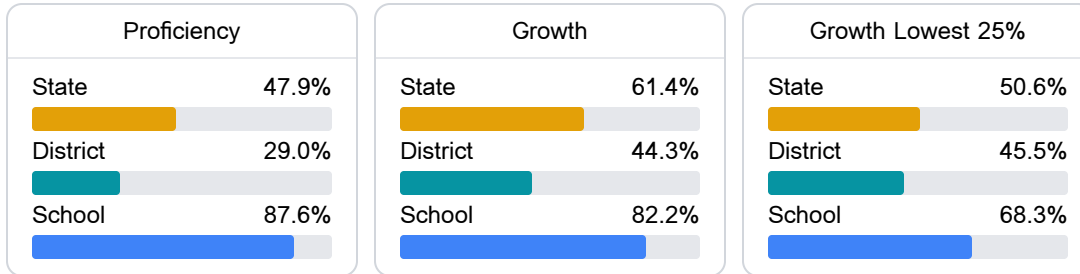 Proficiency
State 47.9%
District 29.0%
School 87.6%
Growth
State 61.4%
District 44.3%
School 82.2%
Growth Lowest 25%
State 50.6%
District 45.5%
School 68.3%